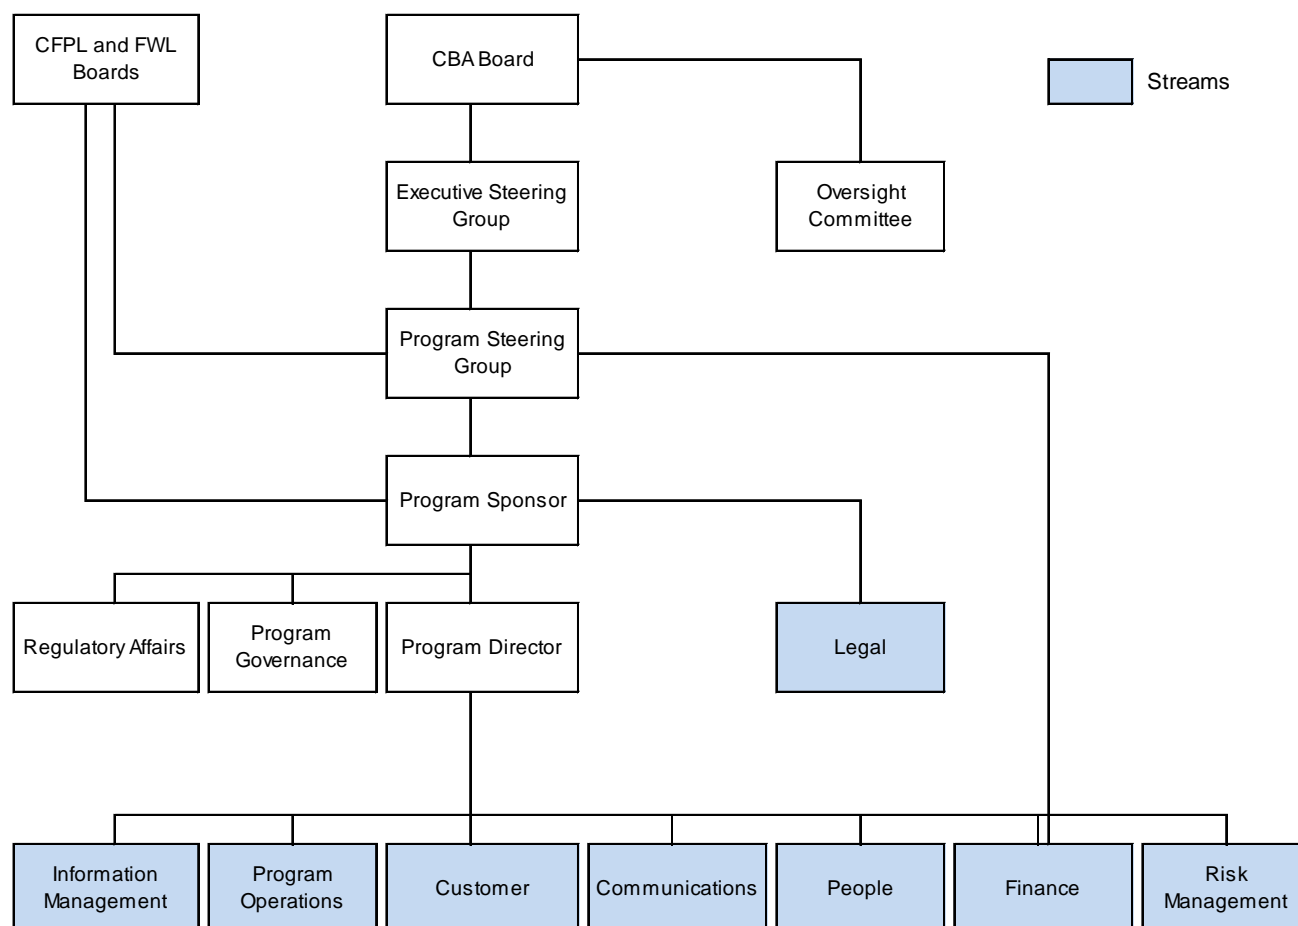 CFPL and FWL
Boards
CBA Board
Streams
Executive Steering
Group
Oversight
Committee
Program Steering
Group
Program Sponsor
Regulatory Affairs
Program
Governance
Program Director
Legal
Information
Management
Program
Operations
Customer
Communications
People
Finance
Risk
Management